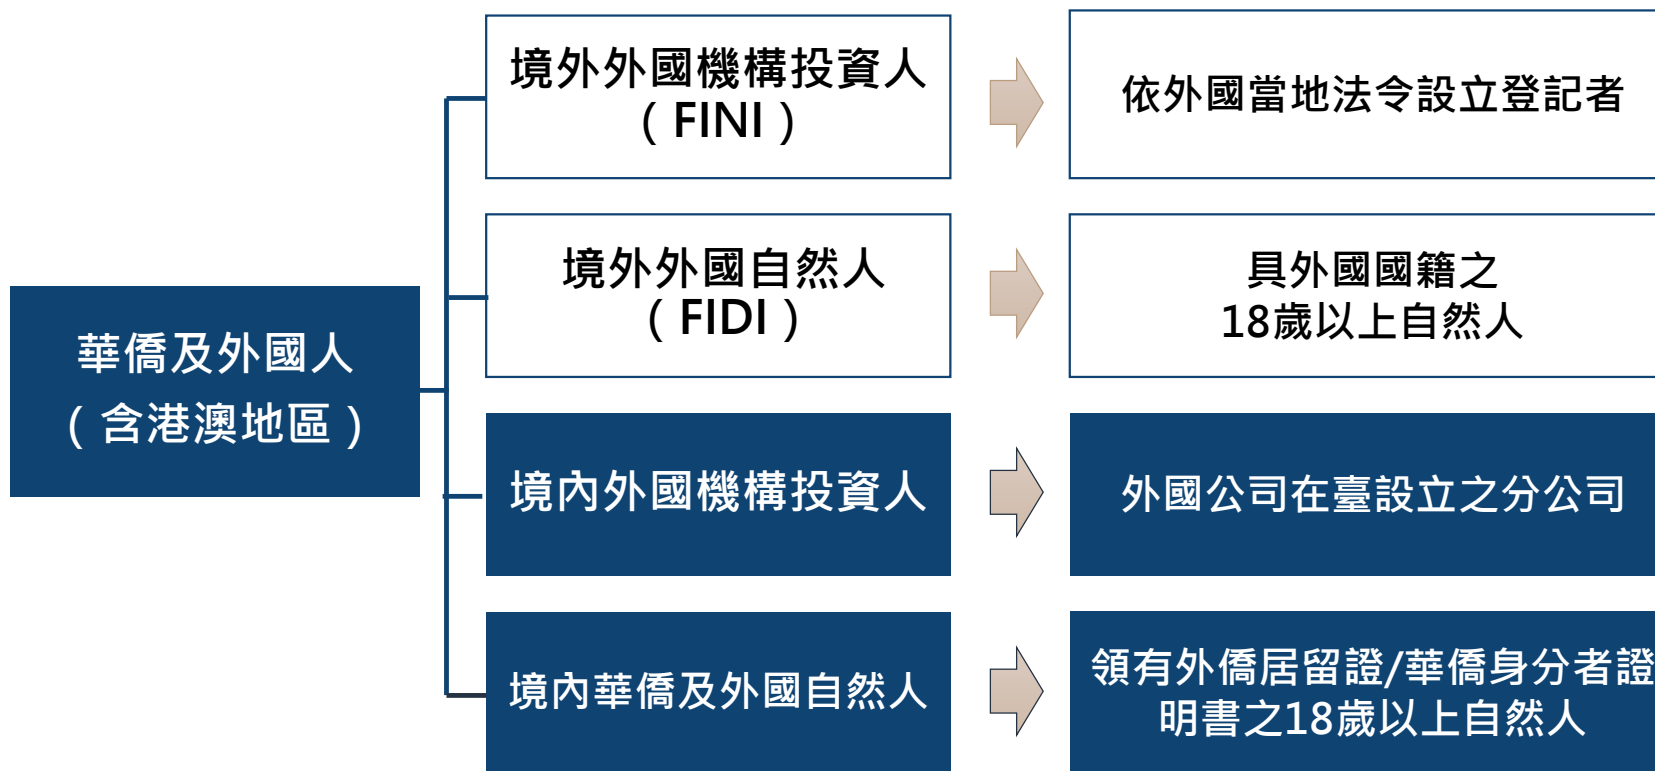 境外外國機構投資人
（FINI）
依外國當地法令設立登記者
境外外國自然人
（FIDI）
具外國國籍之
18歲以上自然人
華僑及外國人
（含港澳地區）
境內外國機構投資人
外國公司在臺設立之分公司
境內華僑及外國自然人
領有外僑居留證/華僑身分者證
明書之18歲以上自然人